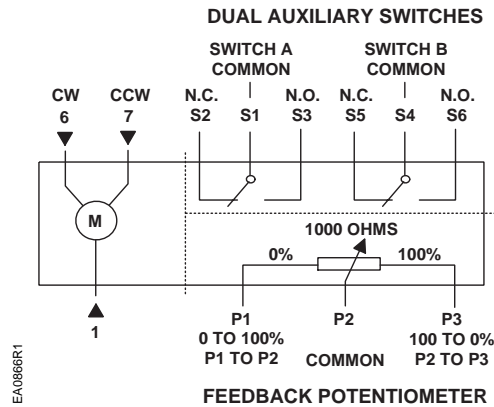 DUAL AUXILIARY SWITCHES
SWITCH A
COMMON
SWITCH B
COMMON
CW
6
CCW
7
N.C.
S2
S1
N.O.
S3
N.C.
S5
S4
N.O.
S6
M
1000 OHMS
0%
100%
1
P1
0 TO 100%
P1 TO P2
P2
COMMON
P3
100 TO 0%
P2 TO P3
FEEDBACK POTENTIOMETER
EA0866R1